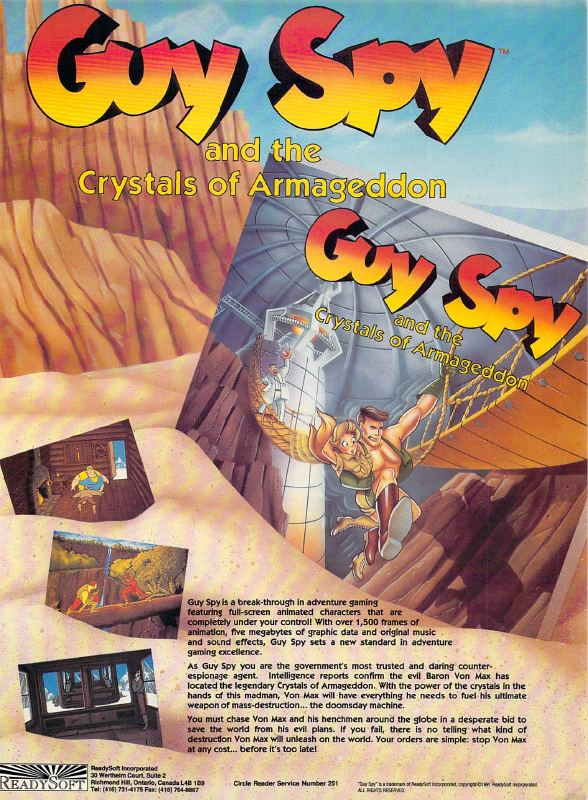 Guy Spy™
and the
Crystals of Armageddon
Guy Spy
and the
Crystals of Armageddon
Guy Spy is a break-through in adventure gaming
featuring full-screen animated characters that are
completely under your control! With over 1,500 frames of
animation, five megabytes of graphic data and original music
and sound effects, Guy Spy sets a new standard in adventure
gaming excellence.
As Guy Spy you are the government's most trusted and daring counter-
espionage agent. Intelligence reports confirm the evil Baron Von Max has
located the legendary Crystals of Armageddon. With the power of the crystals in the
hands of this madman, Von Max will have everything he needs to fuel his ultimate
weapon of mass-destruction... the doomsday machine.
You must chase Von Max and his henchmen around the globe in a desperate bid to
save the world from his evil plans. If you fail, there is no telling what kind of
destruction Von Max will unleash on the world. Your orders are simple: stop Von Max
at any cost... before it's too late!
READYSOFT
ReadySoft Incorporated
30 Wertheim Court, Suite 2
Richmond Hill, Ontario, Canada L4B 1B9
Tel: (416) 731-4175 Fax: (416) 764-8867
Circle Reader Service Number 251
"Guy Spy" is a trademark of ReadySoft Incorporated, copyright © 1991 ReadySoft Incorporated.
ALL RIGHTS RESERVED.